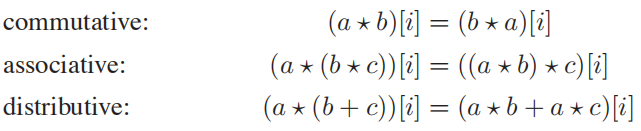 commutative: (a ⋆ b)[i] = (b ⋆ a)[i]
associative: (a ⋆ (b ⋆ c))[i] = ((a ⋆ b) ⋆ c)[i]
distributive: (a ⋆ (b + c))[i] = (a ⋆ b + a ⋆ c)[i]